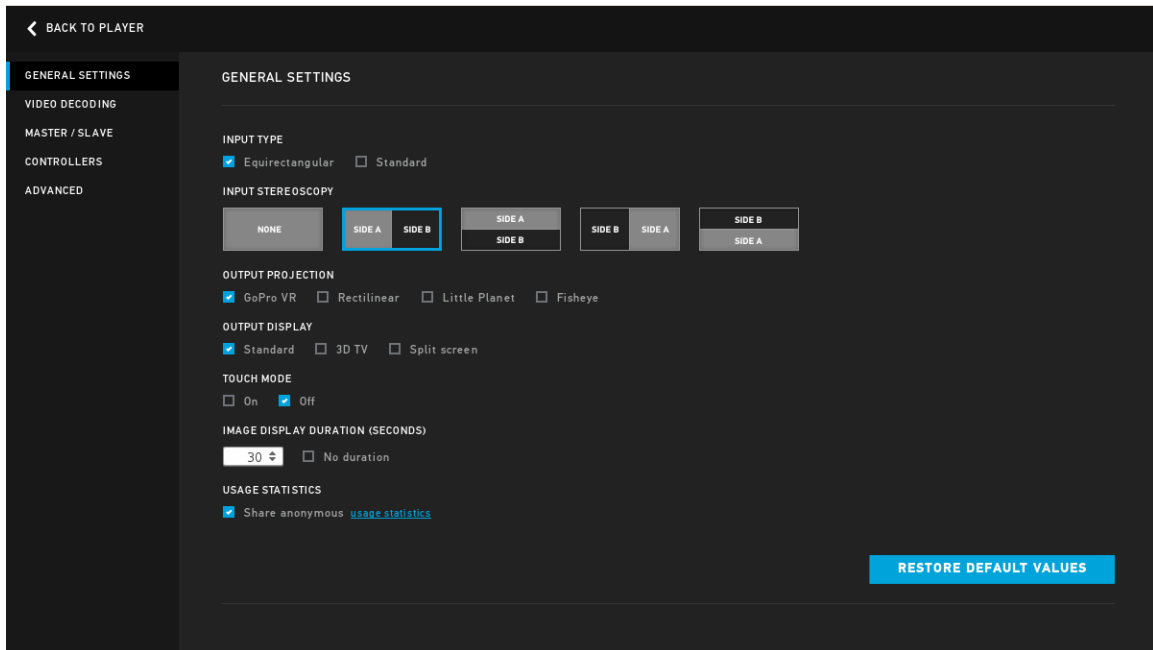 BACK TO PLAYER
GENERAL SETTINGS
VIDEO DECODING
MASTER / SLAVE
CONTROLLERS
ADVANCED
GENERAL SETTINGS
INPUT TYPE
Equirectangular Standard
INPUT STEREOSCOPY
NONE SIDE A SIDE B SIDE A SIDE B SIDE B SIDE A SIDE B SIDE A
OUTPUT PROJECTION
GoPro VR Rectilinear Little Planet Fisheye
OUTPUT DISPLAY
Standard 3D TV Split screen
TOUCH MODE
On Off
IMAGE DISPLAY DURATION (SECONDS)
30 No duration
USAGE STATISTICS
Share anonymous usage statistics
RESTORE DEFAULT VALUES